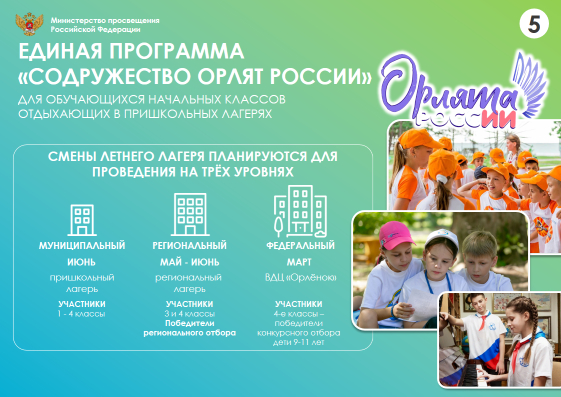 Министерство просвещения
Российской Федерации
5
ЕДИНАЯ ПРОГРАММА
«СОДРУЖЕСТВО ОРЛЯТ РОССИИ»
ДЛЯ ОБУЧАЮЩИХСЯ НАЧАЛЬНЫХ КЛАССОВ
ОТДЫХАЮЩИХ В ПРИШКОЛЬНЫХ ЛАГЕРЯХ
Орлята
РОССИИ
СМЕНЫ ЛЕТНЕГО ЛАГЕРЯ ПЛАНИРУЮТСЯ ДЛЯ
ПРОВЕДЕНИЯ НА ТРЁХ УРОВНЯХ
МУНИЦИПАЛЬНЫЙ
ИЮНЬ
пришкольный
лагерь
УЧАСТНИКИ
1 - 4 классы
РЕГИОНАЛЬНЫЙ
МАЙ - ИЮНЬ
региональный
лагерь
УЧАСТНИКИ
3 и 4 классы
Победители
регионального отбора
ФЕДЕРАЛЬНЫЙ
МАРТ
ВДЦ «Орлёнок»
УЧАСТНИКИ
4-е классы –
победители
конкурсного отбора
дети 9-11 лет